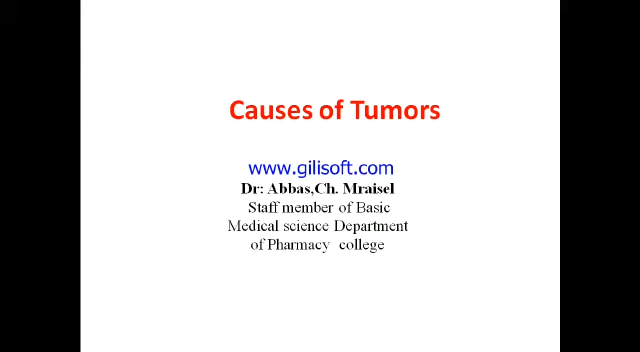 Causes of Tumors
www.gilisoft.com
Dr: Abbas,Ch. Mraisel
Staff member of Basic
Medical science Department
of Pharmacy college